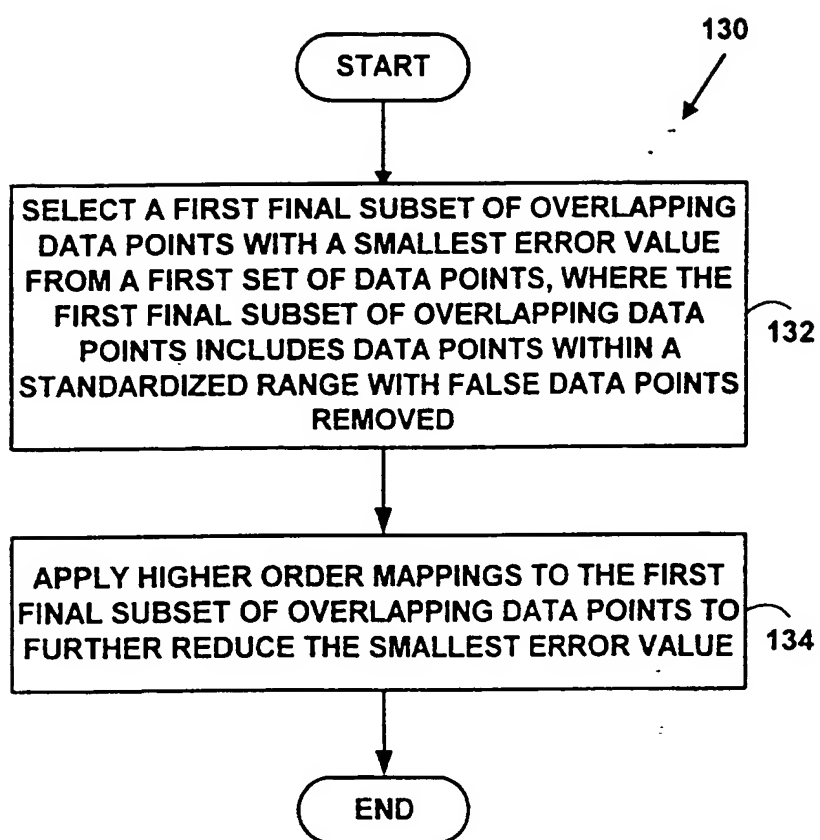 130
START
SELECT A FIRST FINAL SUBSET OF OVERLAPPING
DATA POINTS WITH A SMALLEST ERROR VALUE
FROM A FIRST SET OF DATA POINTS, WHERE THE
FIRST FINAL SUBSET OF OVERLAPPING DATA
POINTS INCLUDES DATA POINTS WITHIN A
STANDARDIZED RANGE WITH FALSE DATA POINTS
REMOVED
132
APPLY HIGHER ORDER MAPPINGS TO THE FIRST
FINAL SUBSET OF OVERLAPPING DATA POINTS TO
FURTHER REDUCE THE SMALLEST ERROR VALUE
134
END